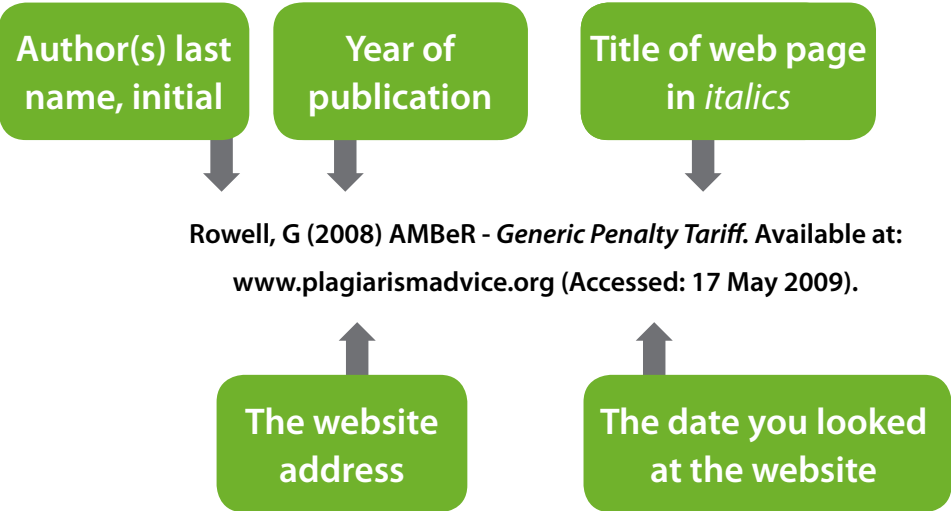 Author(s) last
name, initial
Year of
publication
Title of web page
in italics
Rowell, G (2008) AMBeR - Generic Penalty Tariff. Available at:
www.plagiarismadvice.org (Accessed: 17 May 2009).
The website
address
The date you looked
at the website